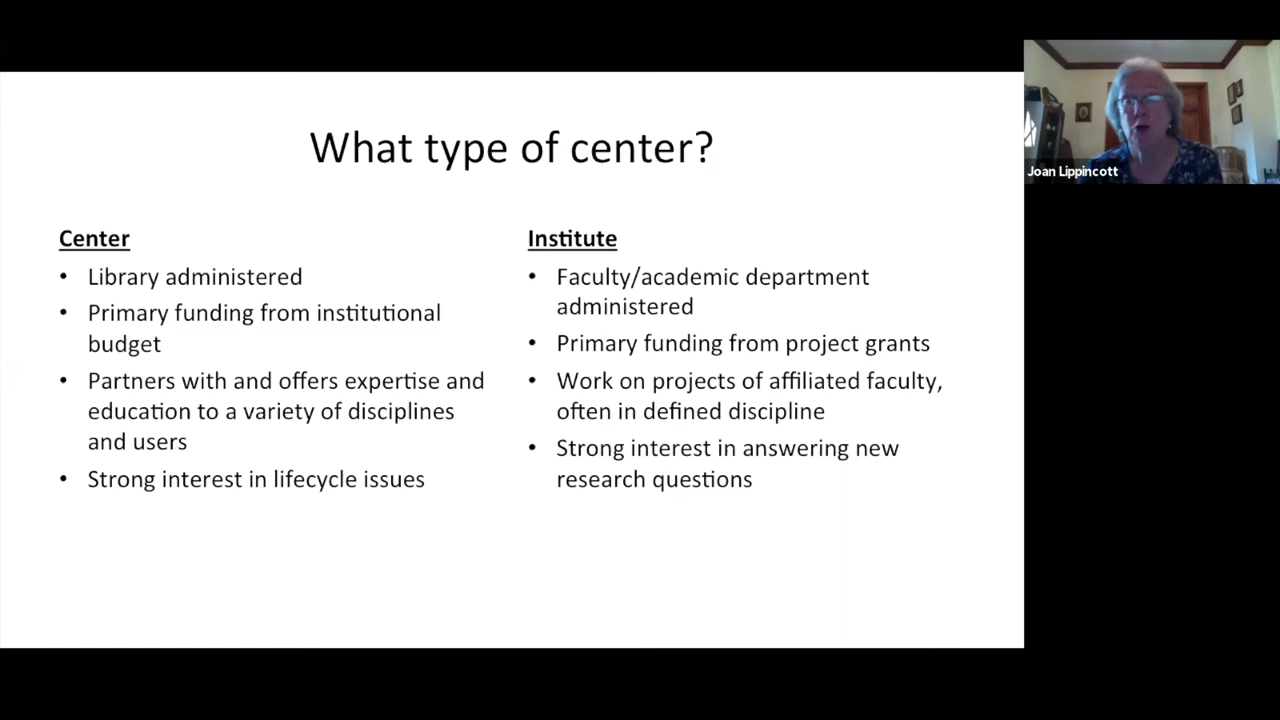 What type of center?
Center
• Library administered
• Primary funding from institutional
budget
• Partners with and offers expertise and
education to a variety of disciplines
and users
• Strong interest in lifecycle issues
Institute
• Faculty/academic department
administered
• Primary funding from project grants
• Work on projects of affiliated faculty,
often in defined discipline
• Strong interest in answering new
research questions
Joan Lippincott